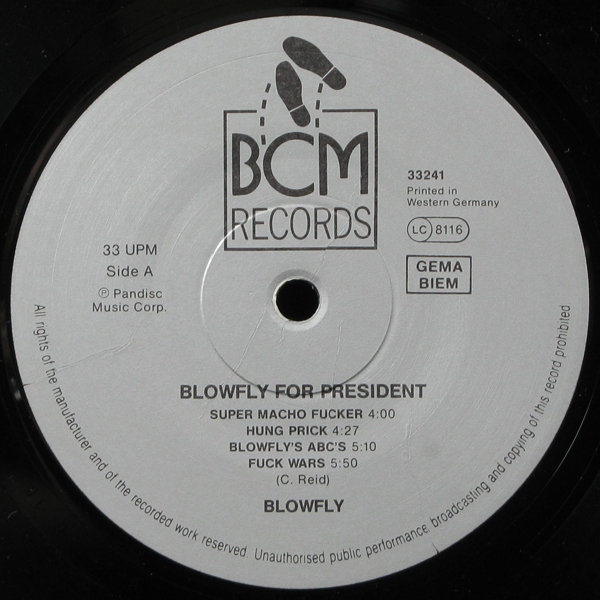 BCM
RECORDS
33241
Printed in
Western Germany
LC 8116
GEMA
BIEM
33 UPM
Side A
℗ Pandisc
Music Corp.
BLOWFLY FOR PRESIDENT
SUPER MACHO FUCKER 4:00
HUNG PRICK 4:27
BLOWFLY'S ABC'S 5:10
FUCK WARS 5:50
(C. Reid)
BLOWFLY
All rights of the manufacturer and of the recorded work reserved. Unauthorised public performance, broadcasting and copying of this record prohibited